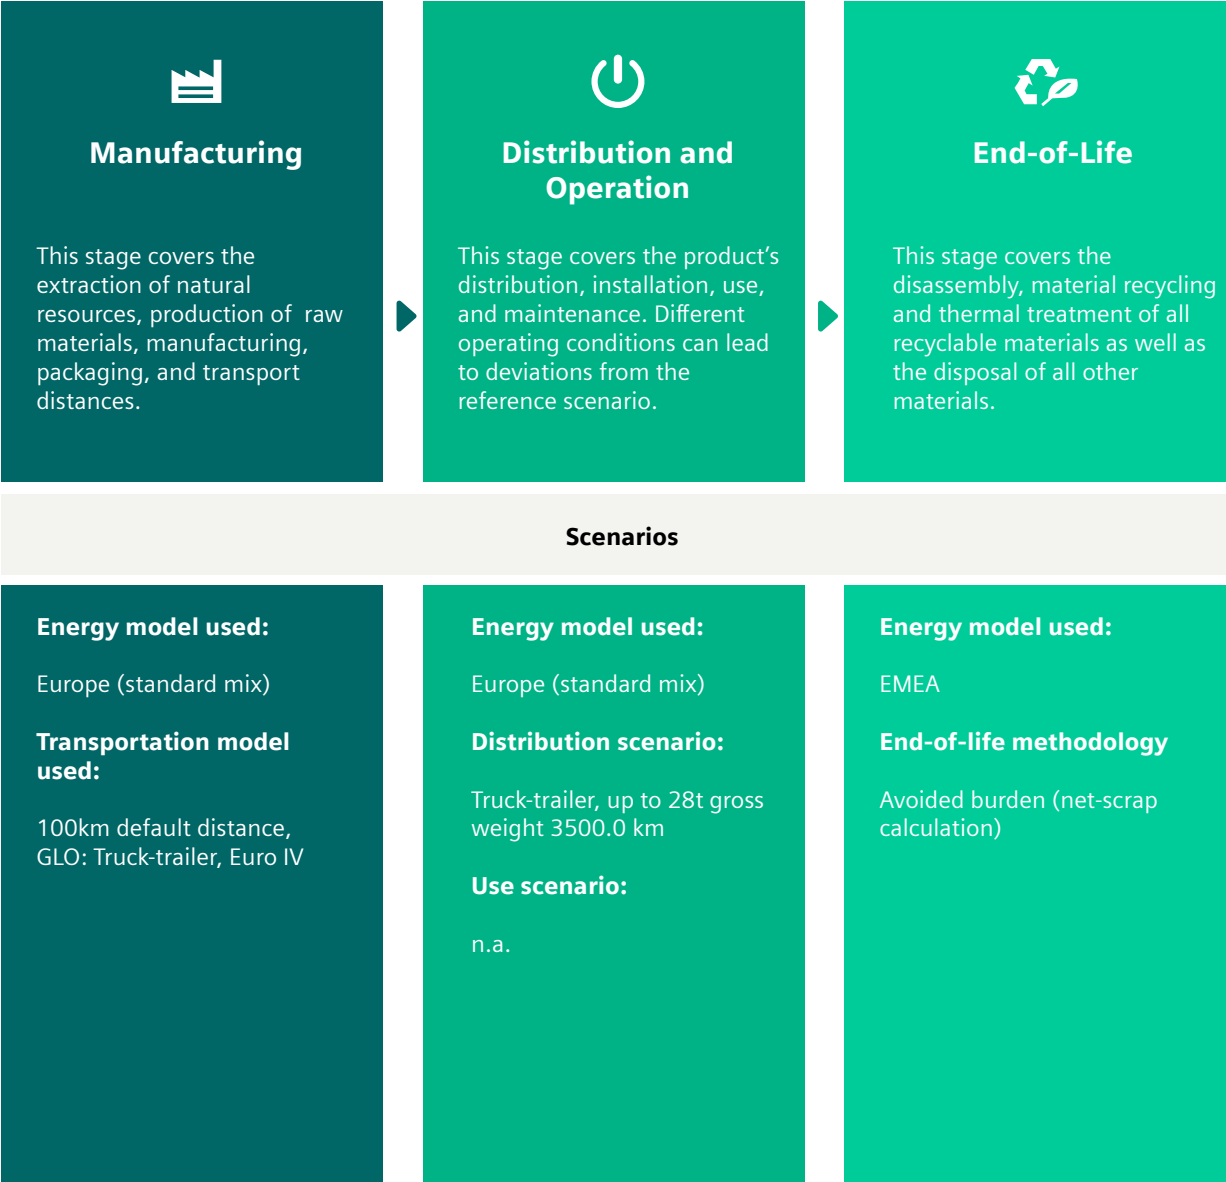 Manufacturing
This stage covers the
extraction of natural
resources, production of  raw
materials, manufacturing,
packaging, and transport
distances.
Distribution and
Operation
This stage covers the product’s
distribution, installation, use,
and maintenance. Different
operating conditions can lead
to deviations from the
reference scenario.
End-of-Life
This stage covers the
disassembly, material recycling
and thermal treatment of all
recyclable materials as well as
the disposal of all other
materials.
Scenarios
Energy model used:
Europe (standard mix)
Transportation model
used:
100km default distance,
GLO: Truck-trailer, Euro IV
Energy model used:
Europe (standard mix)
Distribution scenario:
Truck-trailer, up to 28t gross
weight 3500.0 km
Use scenario:
n.a.
Energy model used:
EMEA
End-of-life methodology
Avoided burden (net-scrap
calculation)